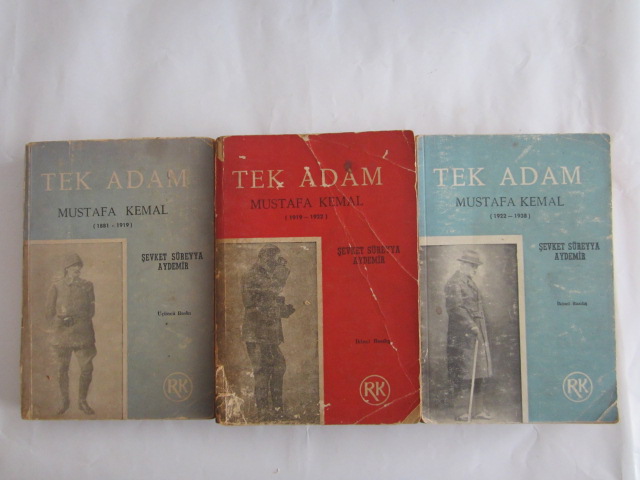 TEK ADAM
MUSTAFA KEMAL
(1881 - 1919)
ŞEVKET SÜREYYA
AYDEMİR
Üçüncü Baskı
RK
TEK ADAM
MUSTAFA KEMAL
(1919 - 1922)
ŞEVKET SÜREYYA
AYDEMİR
İkinci Baskı
RK
TEK ADAM
MUSTAFA KEMAL
(1922 - 1938)
ŞEVKET SÜREYYA
AYDEMİR
İkinci Baskı
RK